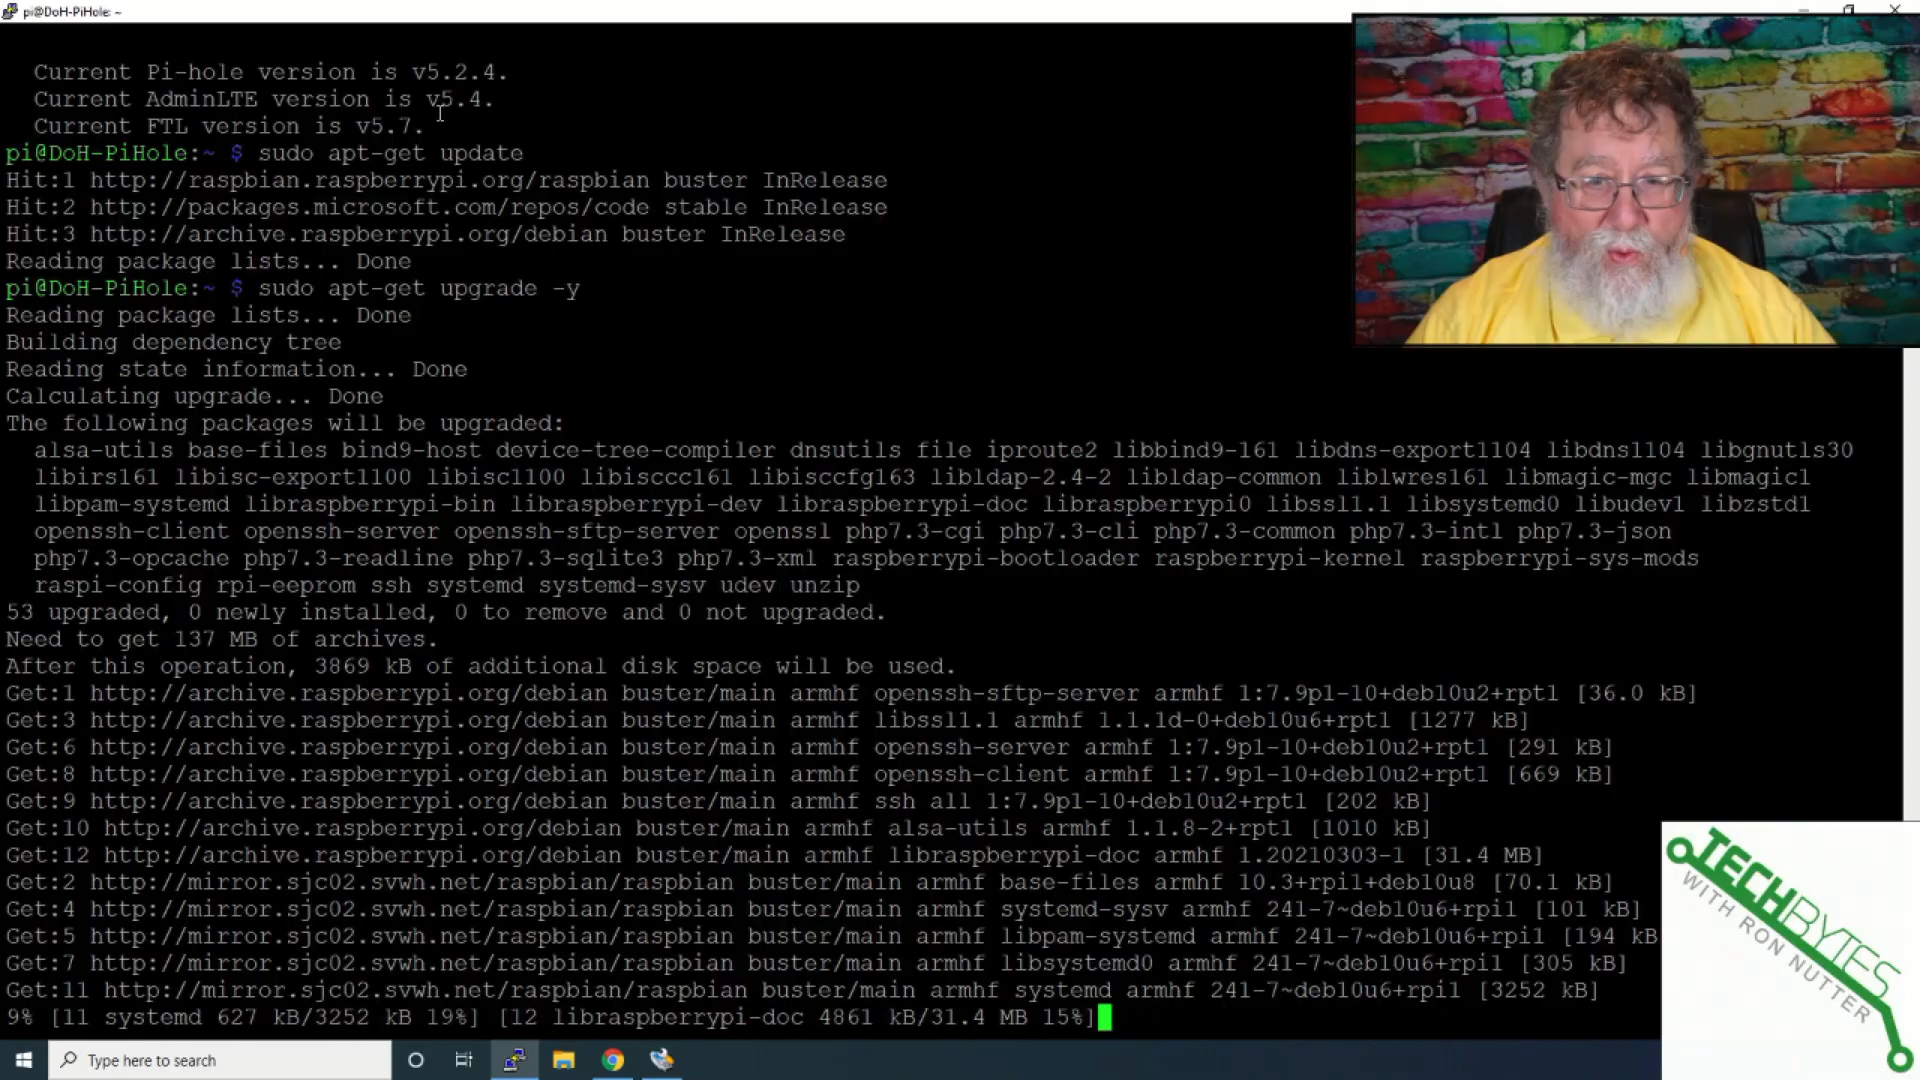 pi@DoH-PiHole: ~
Current Pi-hole version is v5.2.4.
Current AdminLTE version is v5.4.
Current FTL version is v5.7.
pi@DoH-PiHole:~ $ sudo apt-get update
Hit:1 http://raspbian.raspberrypi.org/raspbian buster InRelease
Hit:2 http://packages.microsoft.com/repos/code stable InRelease
Hit:3 http://archive.raspberrypi.org/debian buster InRelease
Reading package lists... Done
pi@DoH-PiHole:~ $ sudo apt-get upgrade -y
Reading package lists... Done
Building dependency tree
Reading state information... Done
Calculating upgrade... Done
The following packages will be upgraded:
alsa-utils base-files bind9-host device-tree-compiler dnsutils file iproute2 libbind9-161 libdns-export1104 libdns1104 libgnutls30
libirs161 libisc-export1100 libisc1100 libisccc161 libisccfg163 libldap-2.4-2 libldap-common liblwres161 libmagic-mgc libmagic1
libpam-systemd libraspberrypi-bin libraspberrypi-dev libraspberrypi-doc libraspberrypi0 libssl1.1 libsystemd0 libudev1 libzstd1
openssh-client openssh-server openssh-sftp-server openssl php7.3-cgi php7.3-cli php7.3-common php7.3-intl php7.3-json
php7.3-opcache php7.3-readline php7.3-sqlite3 php7.3-xml raspberrypi-bootloader raspberrypi-kernel raspberrypi-sys-mods
raspi-config rpi-eeprom ssh systemd systemd-sysv udev unzip
53 upgraded, 0 newly installed, 0 to remove and 0 not upgraded.
Need to get 137 MB of archives.
After this operation, 3869 kB of additional disk space will be used.
Get:1 http://archive.raspberrypi.org/debian buster/main armhf openssh-sftp-server armhf 1:7.9p1-10+deb10u2+rpt1 [36.0 kB]
Get:3 http://archive.raspberrypi.org/debian buster/main armhf libssl1.1 armhf 1.1.1d-0+deb10u6+rpt1 [1277 kB]
Get:6 http://archive.raspberrypi.org/debian buster/main armhf openssh-server armhf 1:7.9p1-10+deb10u2+rpt1 [291 kB]
Get:8 http://archive.raspberrypi.org/debian buster/main armhf openssh-client armhf 1:7.9p1-10+deb10u2+rpt1 [669 kB]
Get:9 http://archive.raspberrypi.org/debian buster/main armhf ssh all 1:7.9p1-10+deb10u2+rpt1 [202 kB]
Get:10 http://archive.raspberrypi.org/debian buster/main armhf alsa-utils armhf 1.1.8-2+rpt1 [1010 kB]
Get:12 http://archive.raspberrypi.org/debian buster/main armhf libraspberrypi-doc armhf 1.20210303-1 [31.4 MB]
Get:2 http://mirror.sjc02.svwh.net/raspbian/raspbian buster/main armhf base-files armhf 10.3+rpi1+deb10u8 [70.1 kB]
Get:4 http://mirror.sjc02.svwh.net/raspbian/raspbian buster/main armhf systemd-sysv armhf 241-7~deb10u6+rpi1 [101 kB]
Get:5 http://mirror.sjc02.svwh.net/raspbian/raspbian buster/main armhf libpam-systemd armhf 241-7~deb10u6+rpi1 [194 kB
Get:7 http://mirror.sjc02.svwh.net/raspbian/raspbian buster/main armhf libsystemd0 armhf 241-7~deb10u6+rpi1 [305 kB]
Get:11 http://mirror.sjc02.svwh.net/raspbian/raspbian buster/main armhf systemd armhf 241-7~deb10u6+rpi1 [3252 kB]
9% [11 systemd 627 kB/3252 kB 19%] [12 libraspberrypi-doc 4861 kB/31.4 MB 15%]
TECHBYTES
WITH RON NUTTER
Type here to search